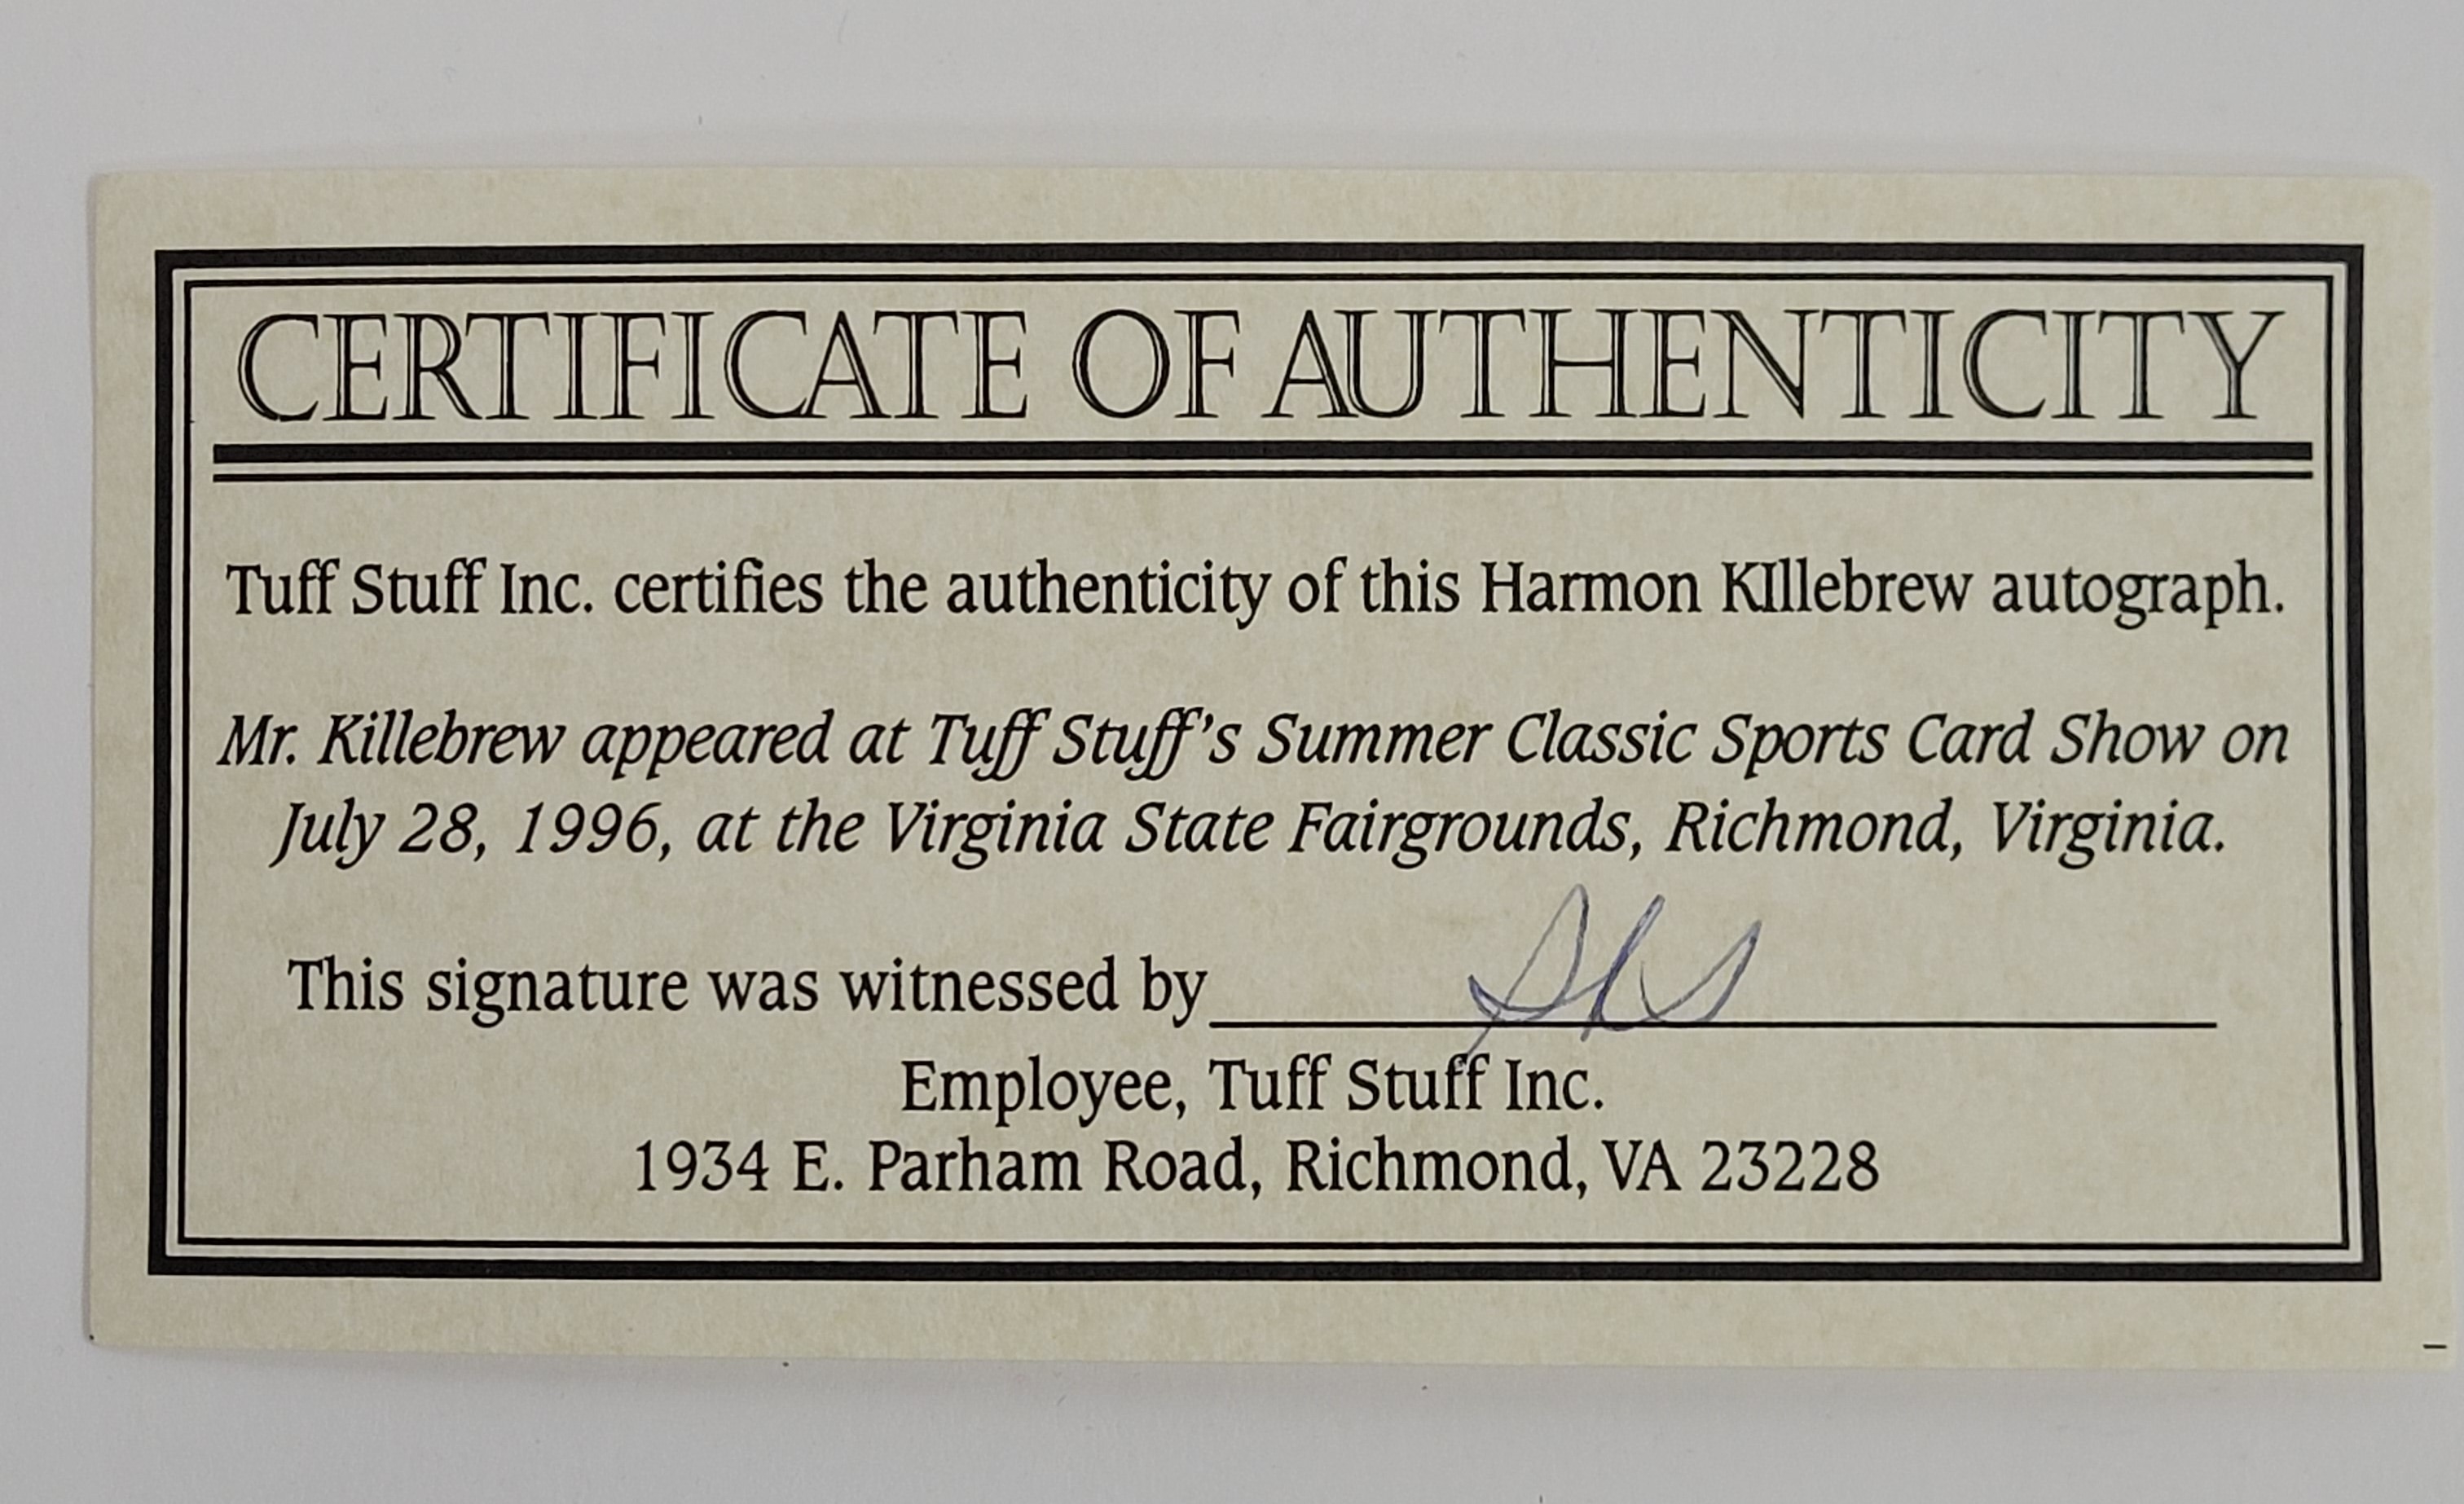 CERTIFICATE OF AUTHENTICITY
Tuff Stuff Inc. certifies the authenticity of this Harmon KIllebrew autograph.
Mr. Killebrew appeared at Tuff Stuff's Summer Classic Sports Card Show on
July 28, 1996, at the Virginia State Fairgrounds, Richmond, Virginia.
This signature was witnessed by
Employee, Tuff Stuff Inc.
1934 E. Parham Road, Richmond, VA 23228